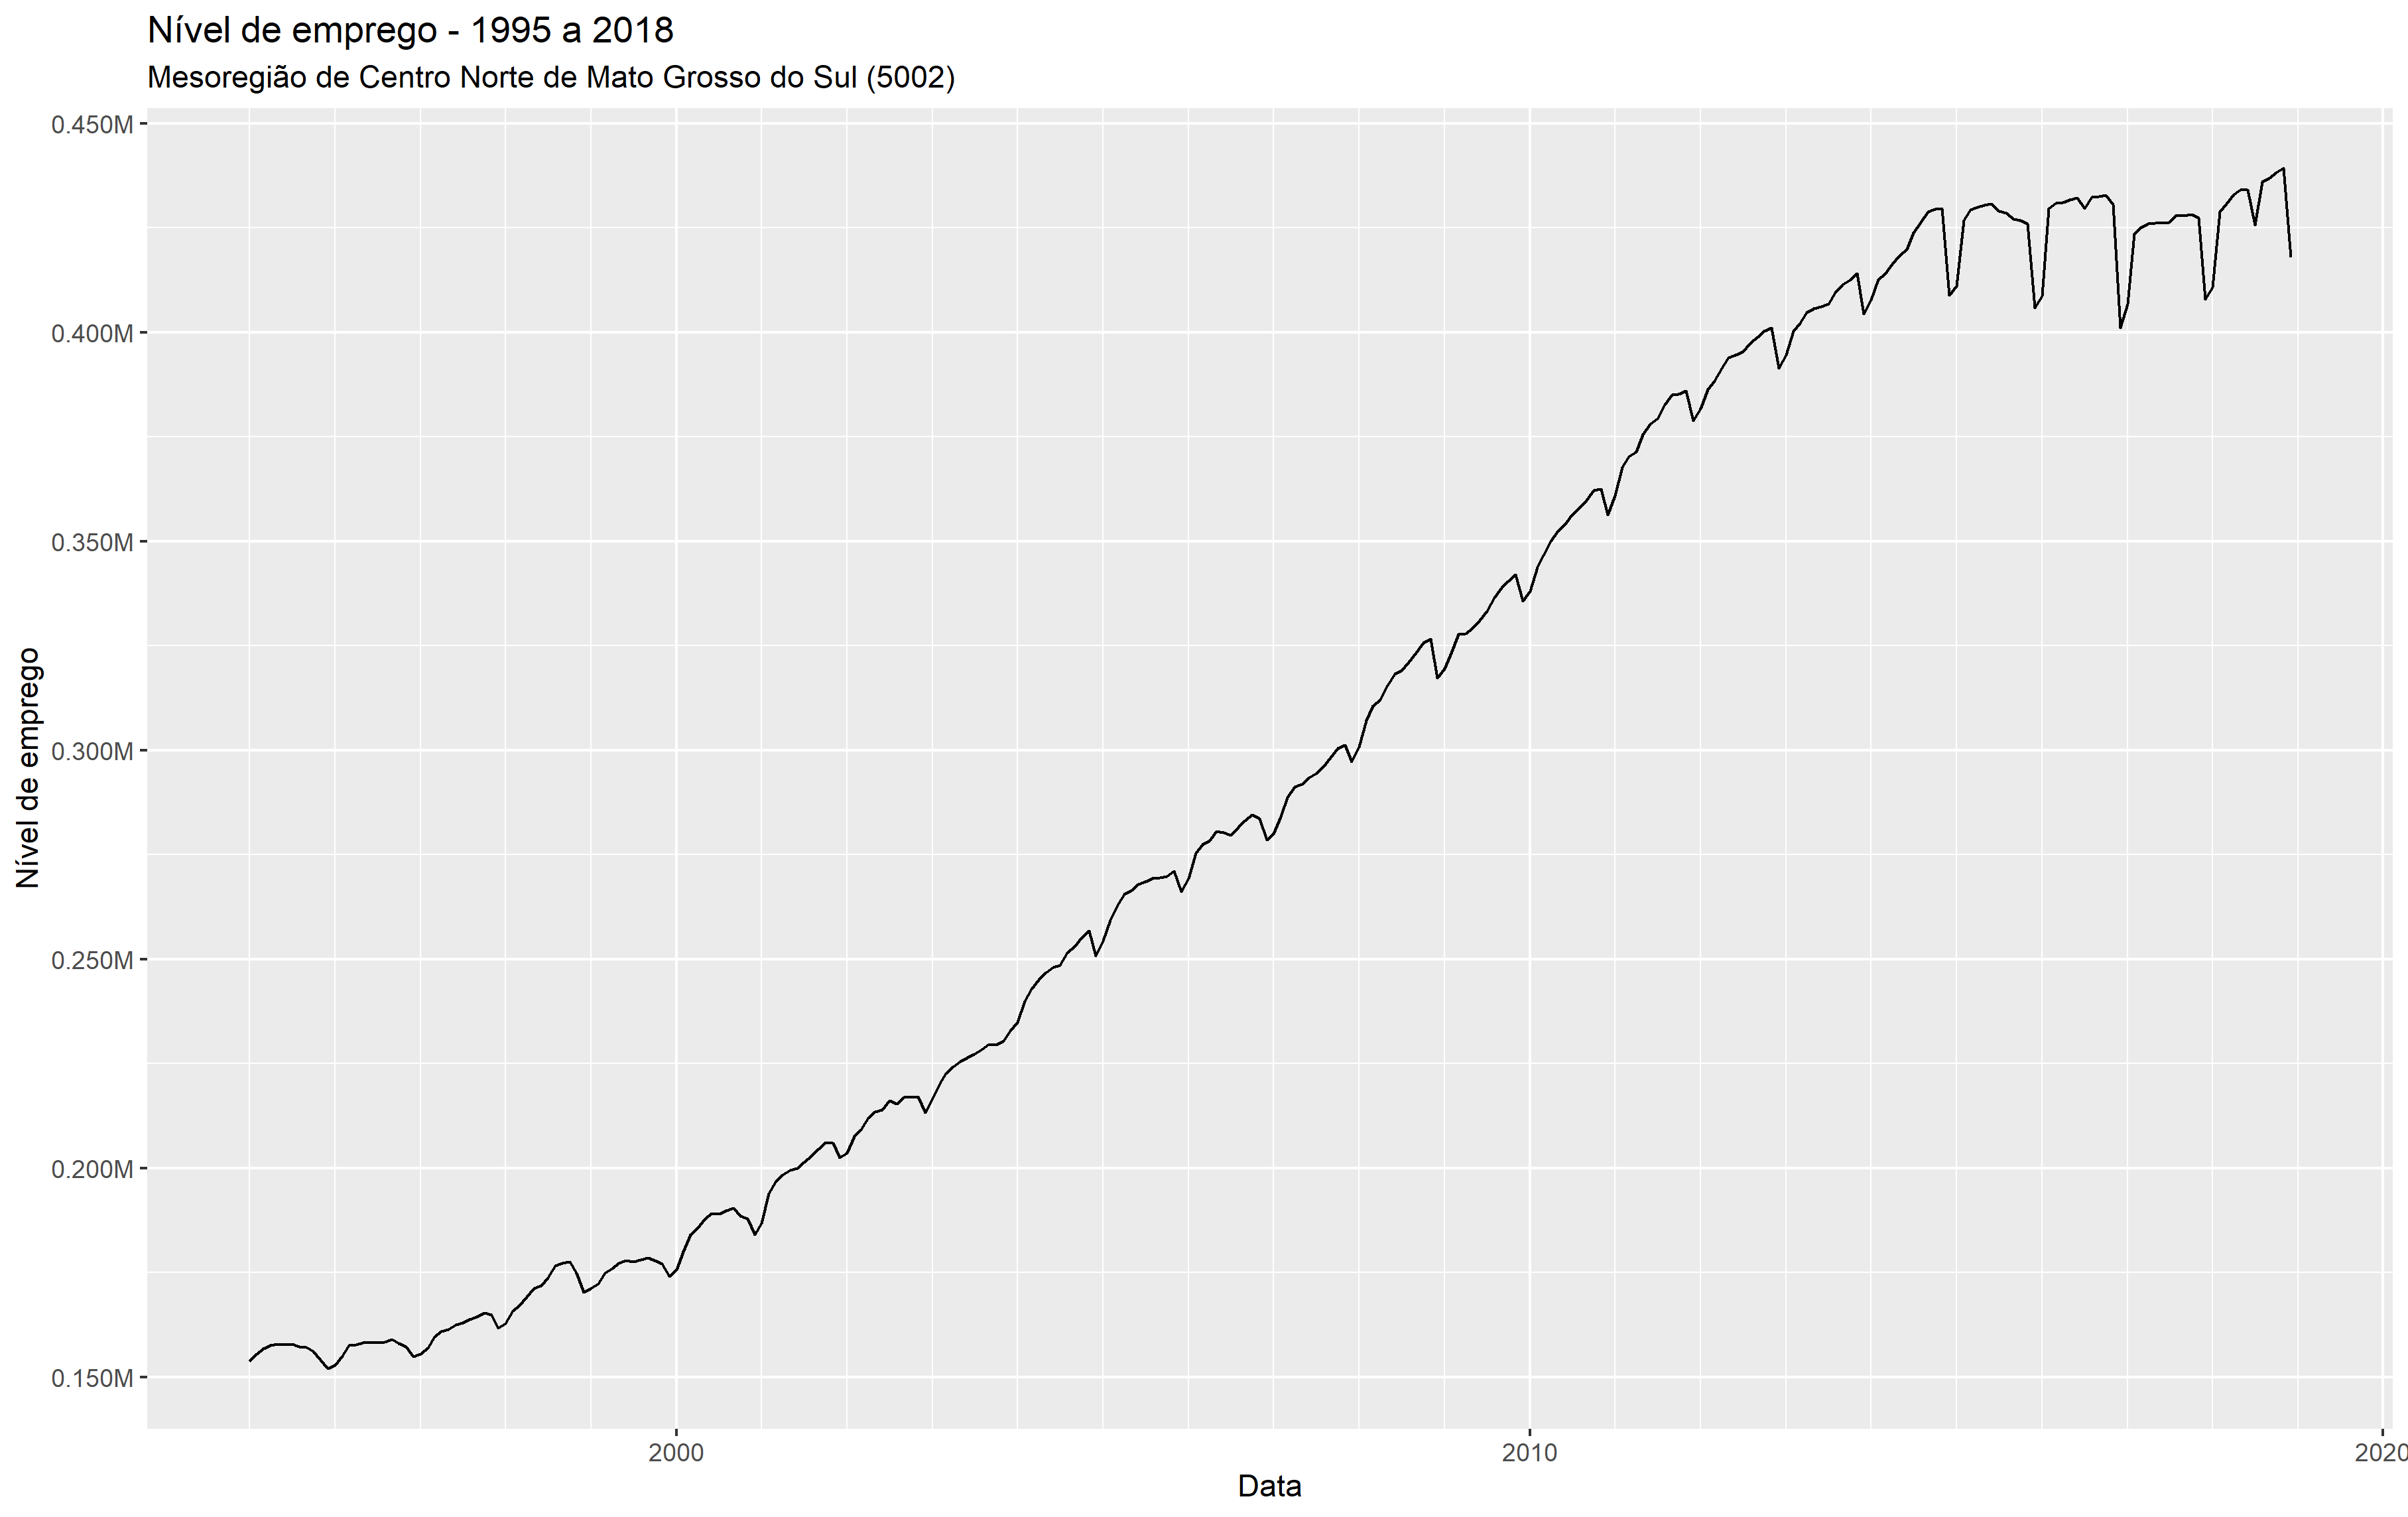 Nível de emprego - 1995 a 2018
Mesoregião de Centro Norte de Mato Grosso do Sul (5002)
0.450M
0.400M
0.350M
0.300M
0.250M
0.200M
0.150M
Nível de emprego
2000
2010
2020
Data